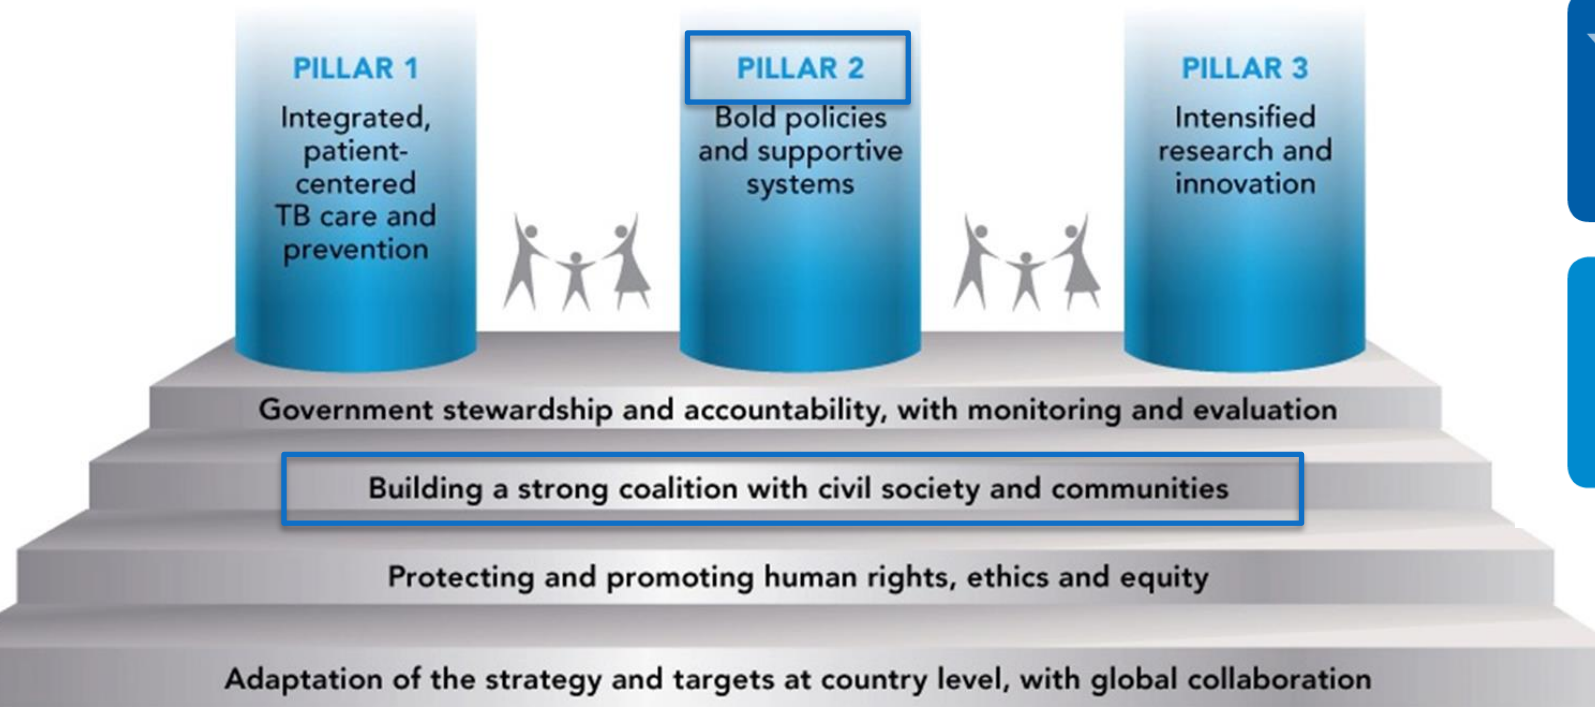 PILLAR 1
Integrated,
patient-
centered
TB care and
prevention
PILLAR 2
Bold policies
and supportive
systems
PILLAR 3
Intensified
research and
innovation
Government stewardship and accountability, with monitoring and evaluation
Building a strong coalition with civil society and communities
Protecting and promoting human rights, ethics and equity
Adaptation of the strategy and targets at country level, with global collaboration